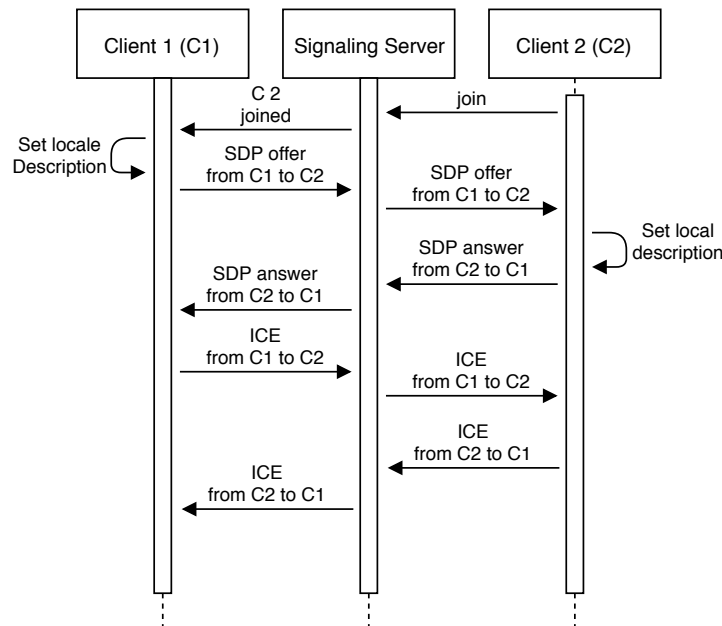 Client 1 (C1)
Signaling Server
Client 2 (C2)
join
C 2
joined
Set locale
Description
SDP offer
from C1 to C2
SDP offer
from C1 to C2
Set local
description
SDP answer
from C2 to C1
SDP answer
from C2 to C1
ICE
from C1 to C2
ICE
from C1 to C2
ICE
from C2 to C1
ICE
from C2 to C1